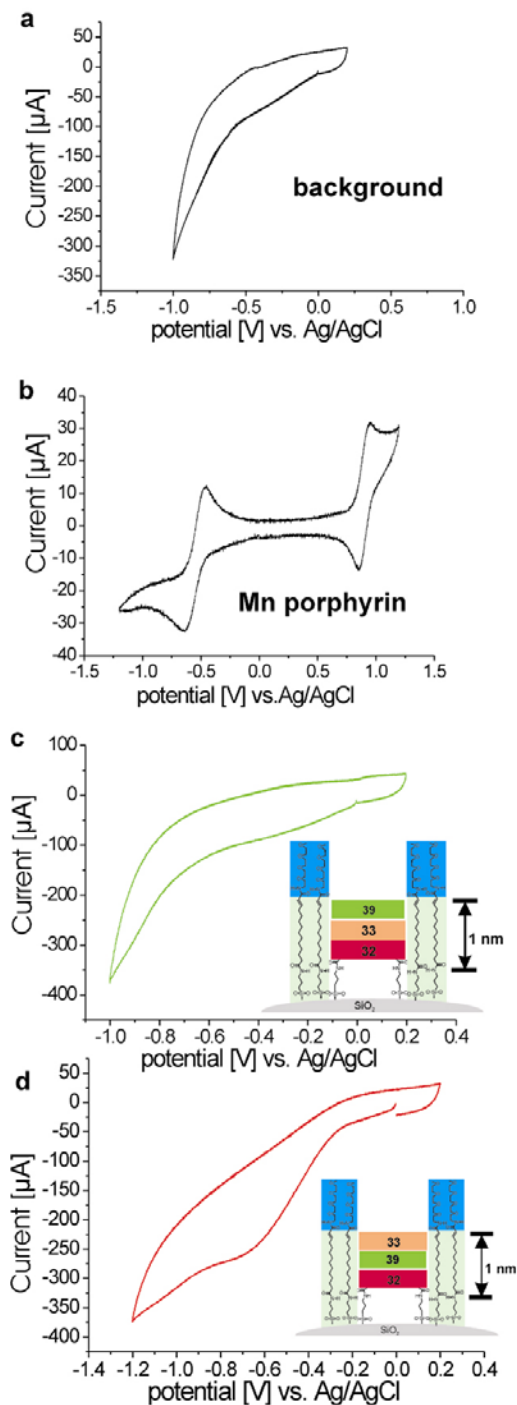 a
50
0
-50
-100
-150
-200
-250
-300
-350
Current [µA]
background
-1.5 -1.0 -0.5 0.0 0.5 1.0
potential [V] vs. Ag/AgCl
b
40
30
20
10
0
-10
-20
-30
40
Current [µA]
Mn porphyrin
-1.5 -1.0 -0.5 0.0 0.5 1.0 1.5
potential [V] vs.Ag/AgCl
c
100
0
-100
-200
-300
-400
Current [µA]
39
33
32
1 nm
SiO₂
-1.0 -0.8 -0.6 -0.4 -0.2 0.0 0.2 0.4
potential [V] vs. Ag/AgCl
d
50
0
-50
-100
-150
-200
-250
-300
-350
-400
Current [µA]
33
39
32
1 nm
SiO₂
-1.4 -1.2 -1.0 -0.8 -0.6 -0.4 -0.2 0.0 0.2 0.4
potential [V] vs. Ag/AgCl